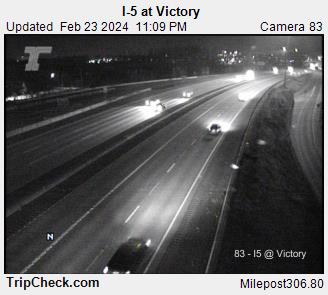 I-5 at Victory
Updated Feb 23 2024 11:09 PM Camera 83
T
N
83 - I5 @ Victory
TripCheck.com Milepost306.80